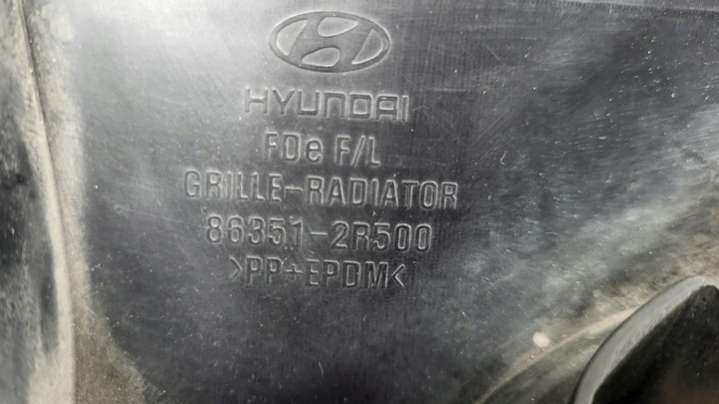 HYUNDAI
FDe F/L
GRILLE-RADIATOR
86351-2R500
>PP+EPDM<